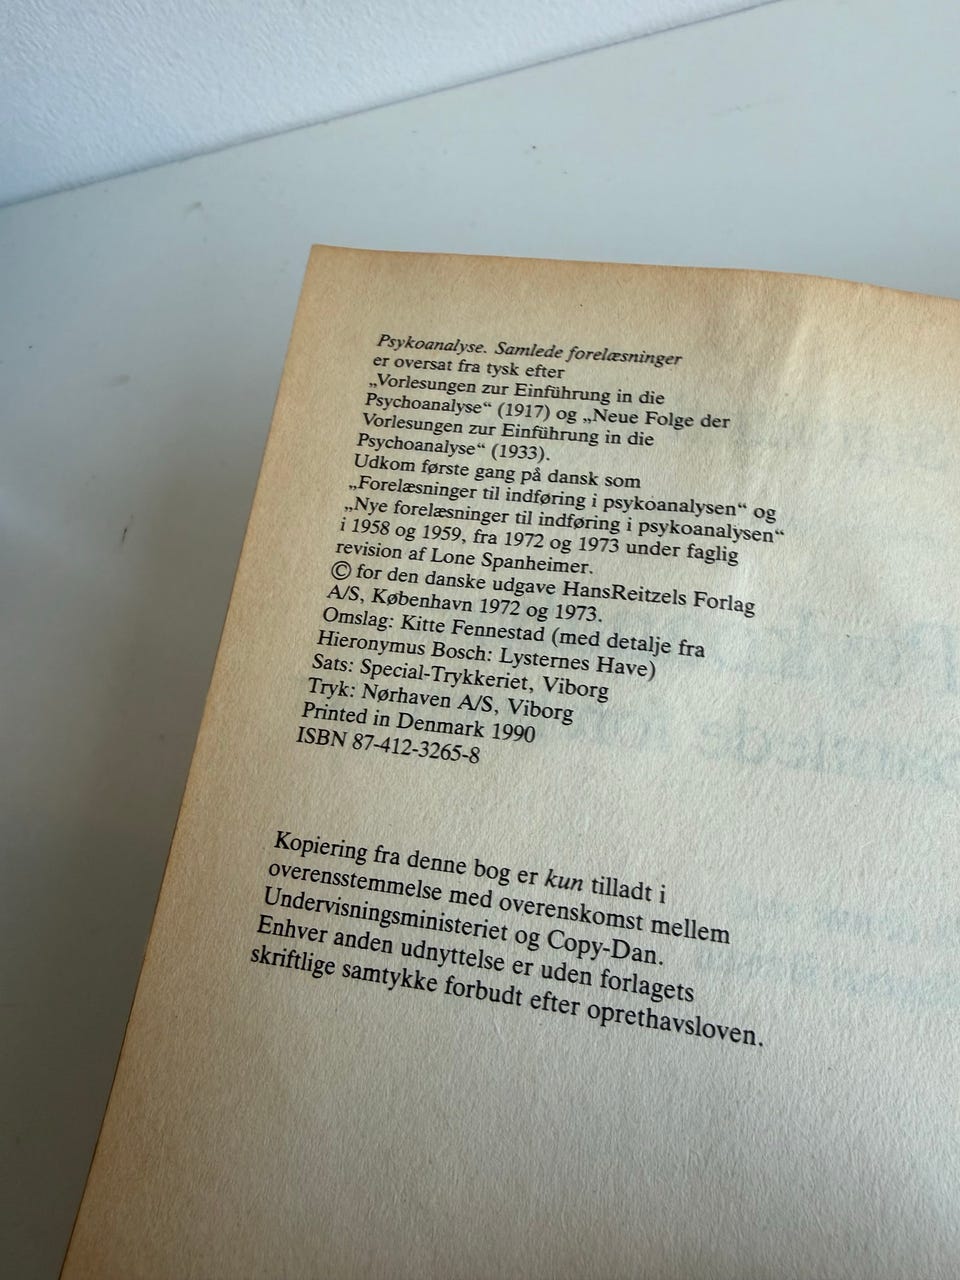 Psykoanalyse. Samlede forelæsninger
er oversat fra tysk efter
„Vorlesungen zur Einführung in die
Psychoanalyse“ (1917) og „Neue Folge der
Vorlesungen zur Einführung in die
Psychoanalyse“ (1933).
Udkom første gang på dansk som
„Forelæsninger til indføring i psykoanalysen“ og
„Nye forelæsninger til indføring i psykoanalysen“
i 1958 og 1959, fra 1972 og 1973 under faglig
revision af Lone Spanheimer.
© for den danske udgave HansReitzels Forlag
A/S, København 1972 og 1973.
Omslag: Kitte Fennestad (med detalje fra
Hieronymus Bosch: Lysternes Have)
Sats: Special-Trykkeriet, Viborg
Tryk: Nørhaven A/S, Viborg
Printed in Denmark 1990
ISBN 87-412-3265-8
Kopiering fra denne bog er kun tilladt i
overensstemmelse med overenskomst mellem
Undervisningsministeriet og Copy-Dan.
Enhver anden udnyttelse er uden forlagets
skriftlige samtykke forbudt efter oprethavsloven.